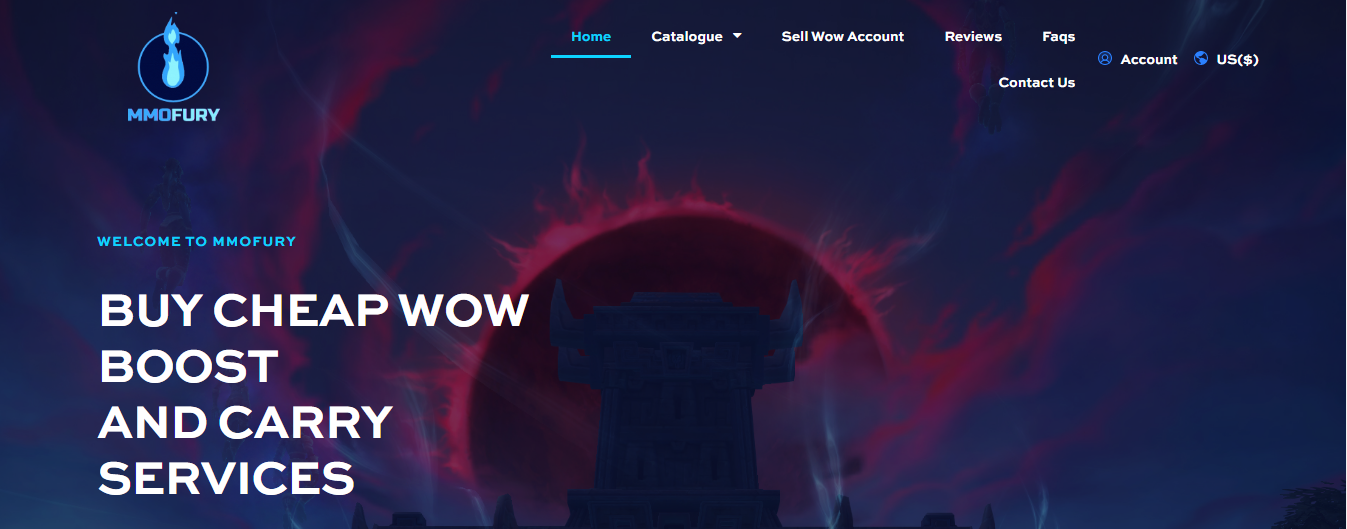 MMOFURY
Home
Catalogue
Sell Wow Account
Reviews
Faqs
Contact Us
Account
US($)
WELCOME TO MMOFURY
BUY CHEAP WOW
BOOST
AND CARRY
SERVICES